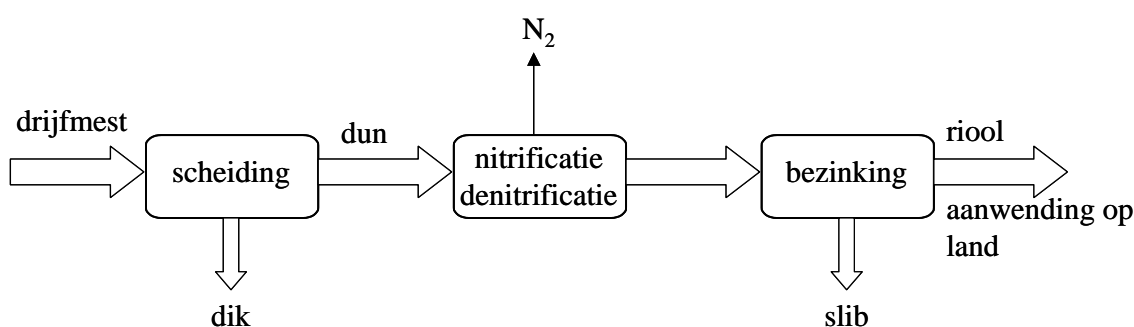 N₂
drijfmest
scheiding
dun
nitrificatie
denitrificatie
bezinking
riool
aanwending op
land
dik
slib